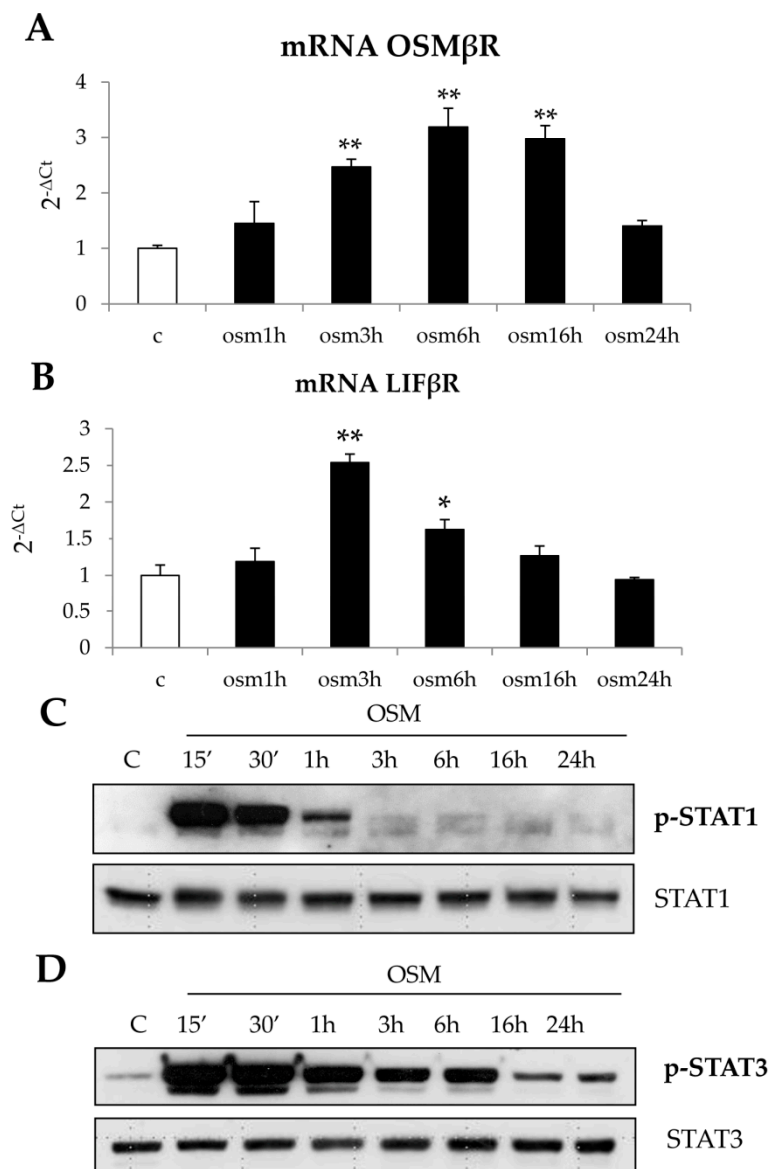 A
mRNA OSMβR
4
3
2
1
0
2^-ΔCt
** ** **
c osm1h osm3h osm6h osm16h osm24h
B
mRNA LIFβR
3
2.5
2
1.5
1
0.5
0
2^-ΔCt
**
*
c osm1h osm3h osm6h osm16h osm24h
C
OSM
C 15′ 30′ 1h 3h 6h 16h 24h
p-STAT1
STAT1
D
OSM
C 15′ 30′ 1h 3h 6h 16h 24h
p-STAT3
STAT3